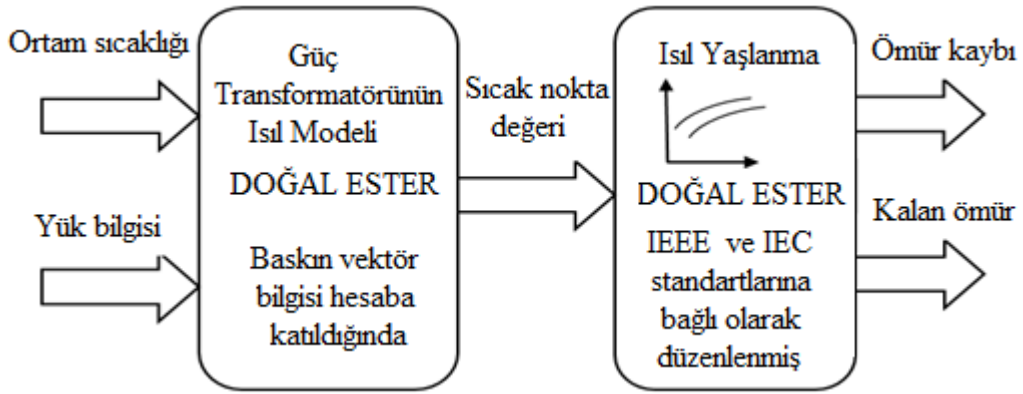 Ortam sıcaklığı
Yük bilgisi
Güç
Transformatörünün
Isıl Modeli
DOĞAL ESTER
Baskın vektör
bilgisi hesaba
katıldığında
Sıcak nokta
değeri
Isıl Yaşlanma
DOĞAL ESTER
IEEE ve IEC
standartlarına
bağlı olarak
düzenlenmiş
Ömür kaybı
Kalan ömür